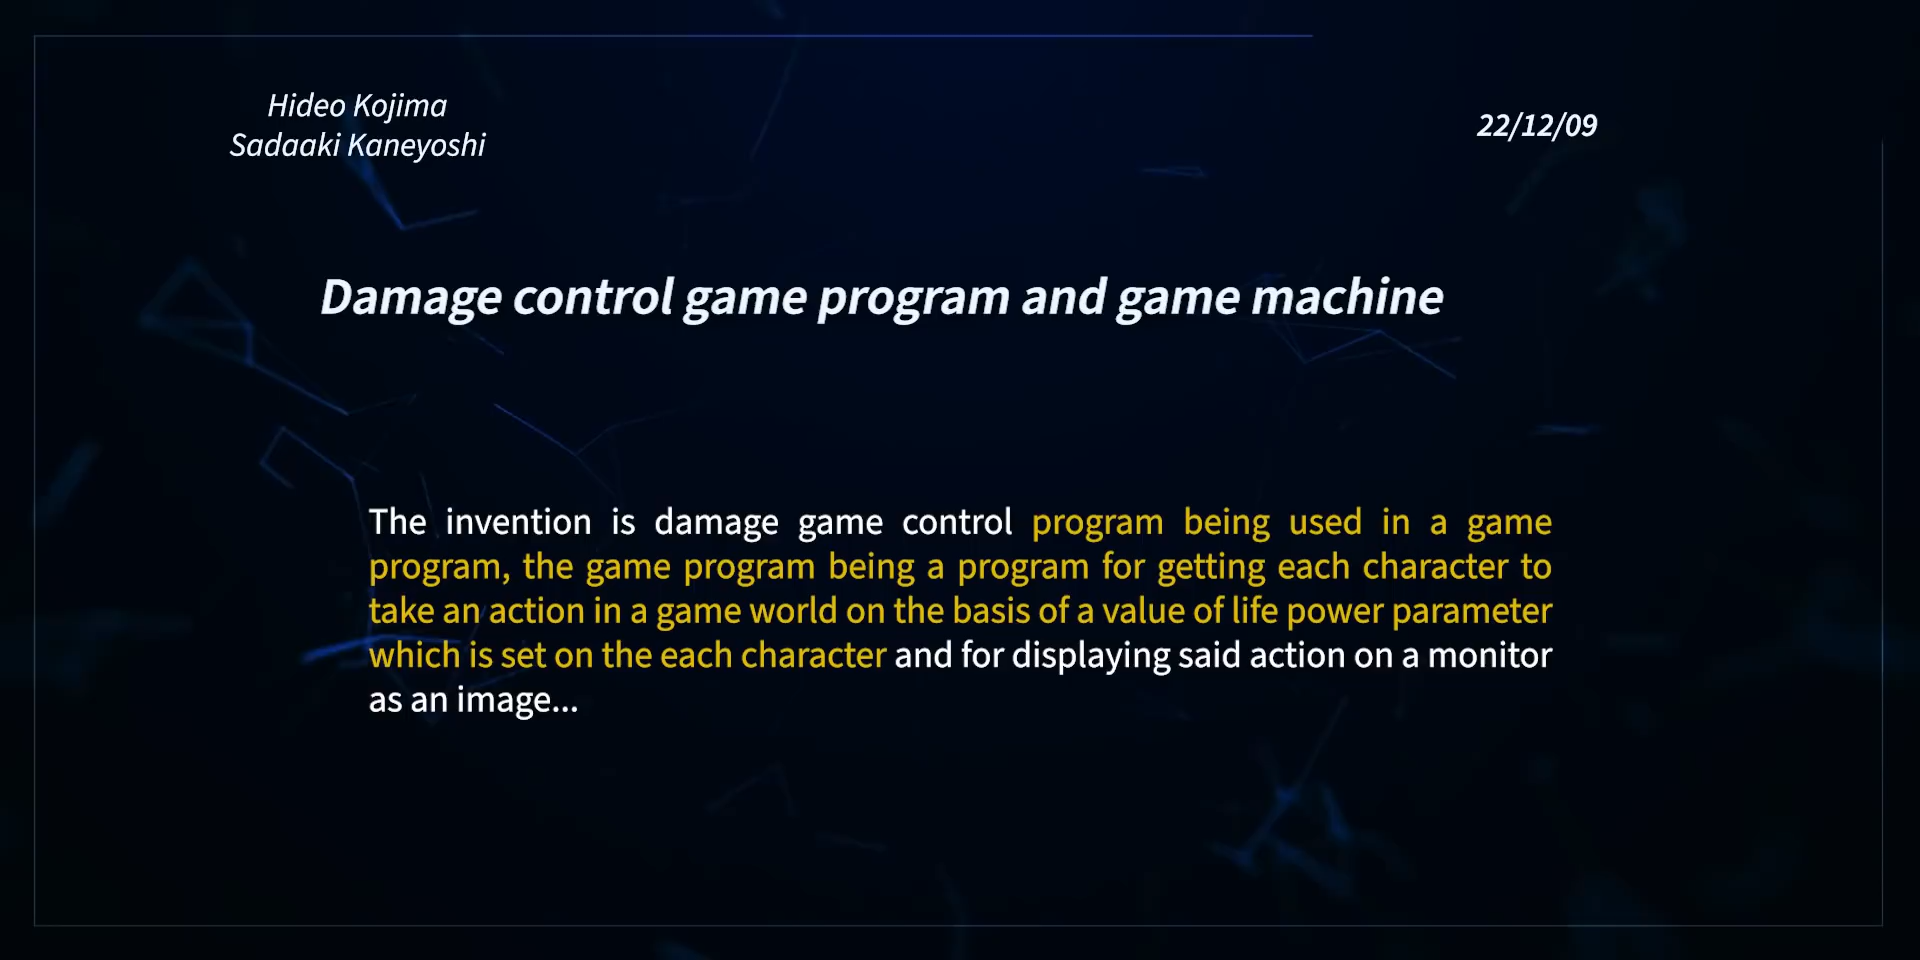 Hideo Kojima
Sadaaki Kaneyoshi
22/12/09
Damage control game program and game machine
The invention is damage game control program being used in a game
program, the game program being a program for getting each character to
take an action in a game world on the basis of a value of life power parameter
which is set on the each character and for displaying said action on a monitor
as an image...